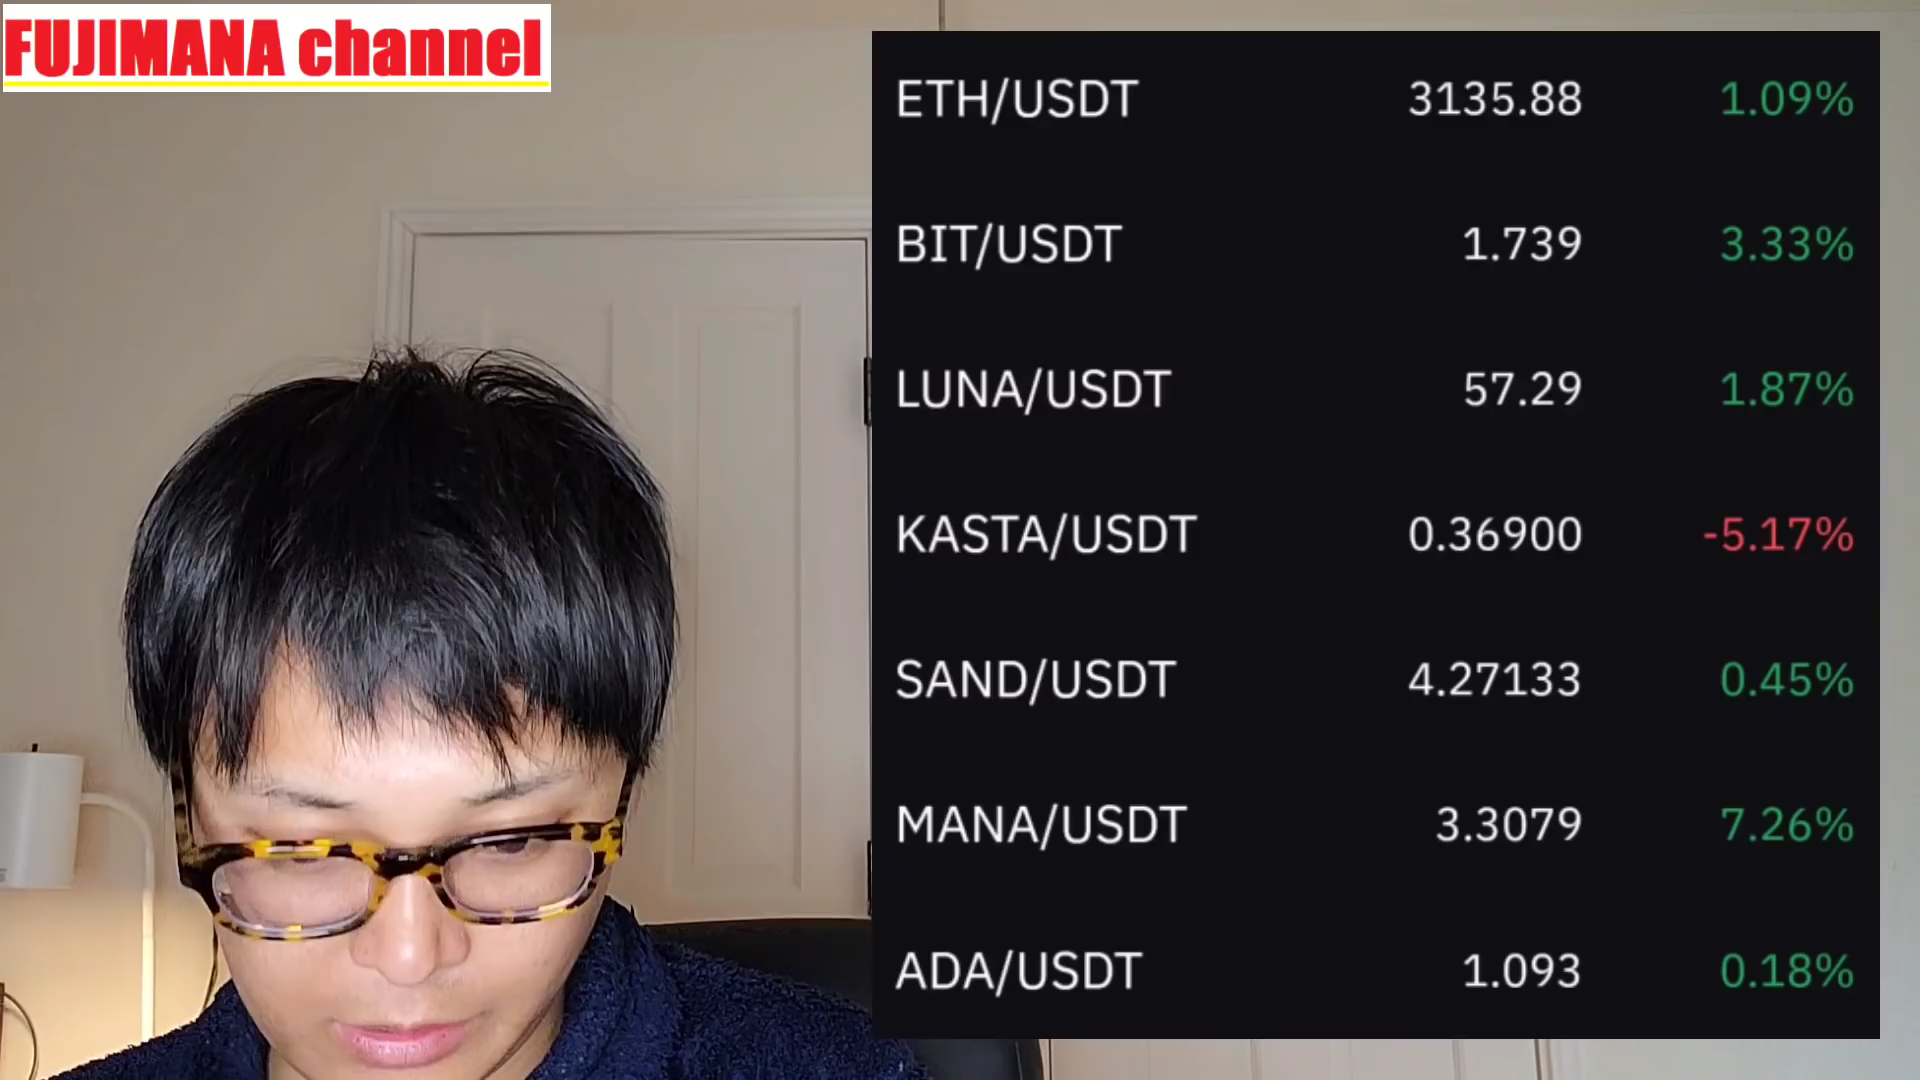 FUJIMANA channel
ETH/USDT 3135.88 1.09%
BIT/USDT 1.739 3.33%
LUNA/USDT 57.29 1.87%
KASTA/USDT 0.36900 -5.17%
SAND/USDT 4.27133 0.45%
MANA/USDT 3.3079 7.26%
ADA/USDT 1.093 0.18%